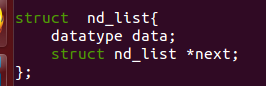 struct  nd_list{
    datatype data;
    struct nd_list *next;
};